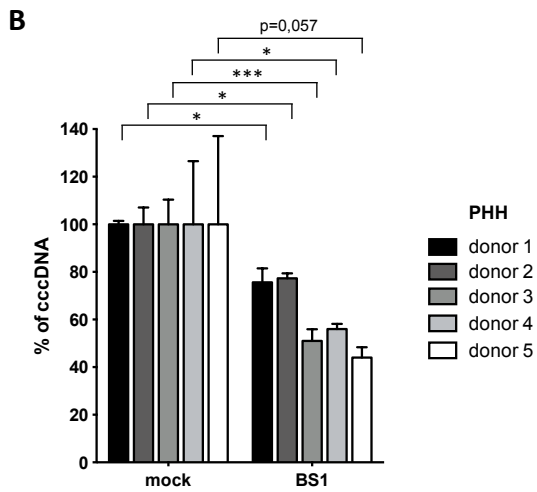 B
p=0,057
*
***
*
*
140
120
100
80
60
40
20
0
% of cccDNA
mock
BS1
PHH
donor 1
donor 2
donor 3
donor 4
donor 5